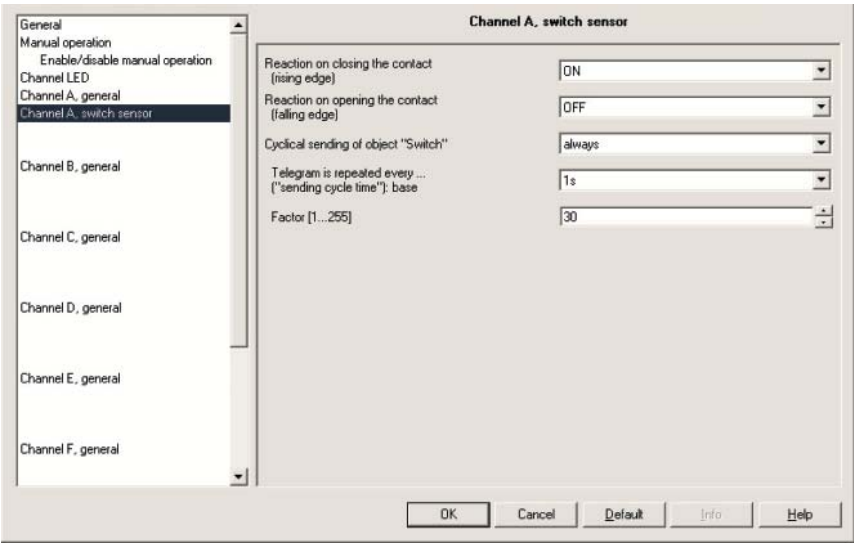 General
Manual operation
Enable/disable manual operation
Channel LED
Channel A, general
Channel A, switch sensor
Channel B, general
Channel C, general
Channel D, general
Channel E, general
Channel F, general
Channel A, switch sensor
Reaction on closing the contact
(rising edge)
ON
Reaction on opening the contact
(falling edge)
OFF
Cyclical sending of object "Switch"
always
Telegram is repeated every ...
("sending cycle time"): base
1s
Factor [1...255]
30
OK
Cancel
Default
Info
Help